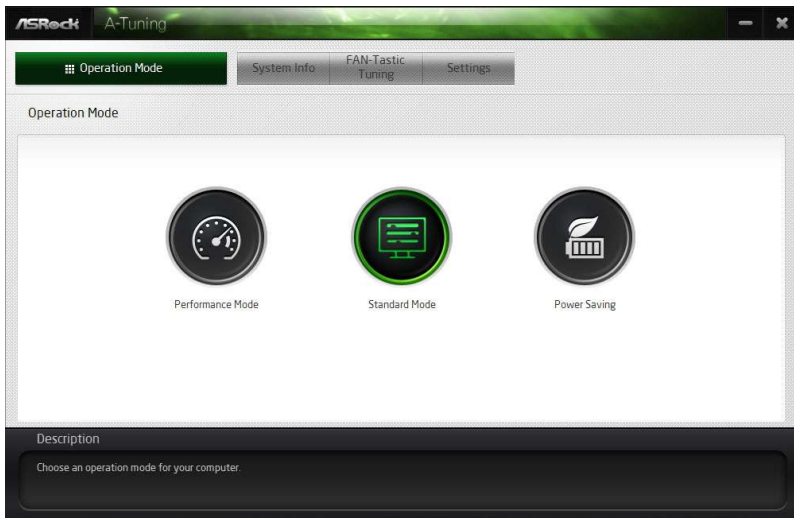 ASRock A-Tuning
Operation Mode
System Info
FAN-Tastic
Tuning
Settings
Operation Mode
Performance Mode
Standard Mode
Power Saving
Description
Choose an operation mode for your computer.